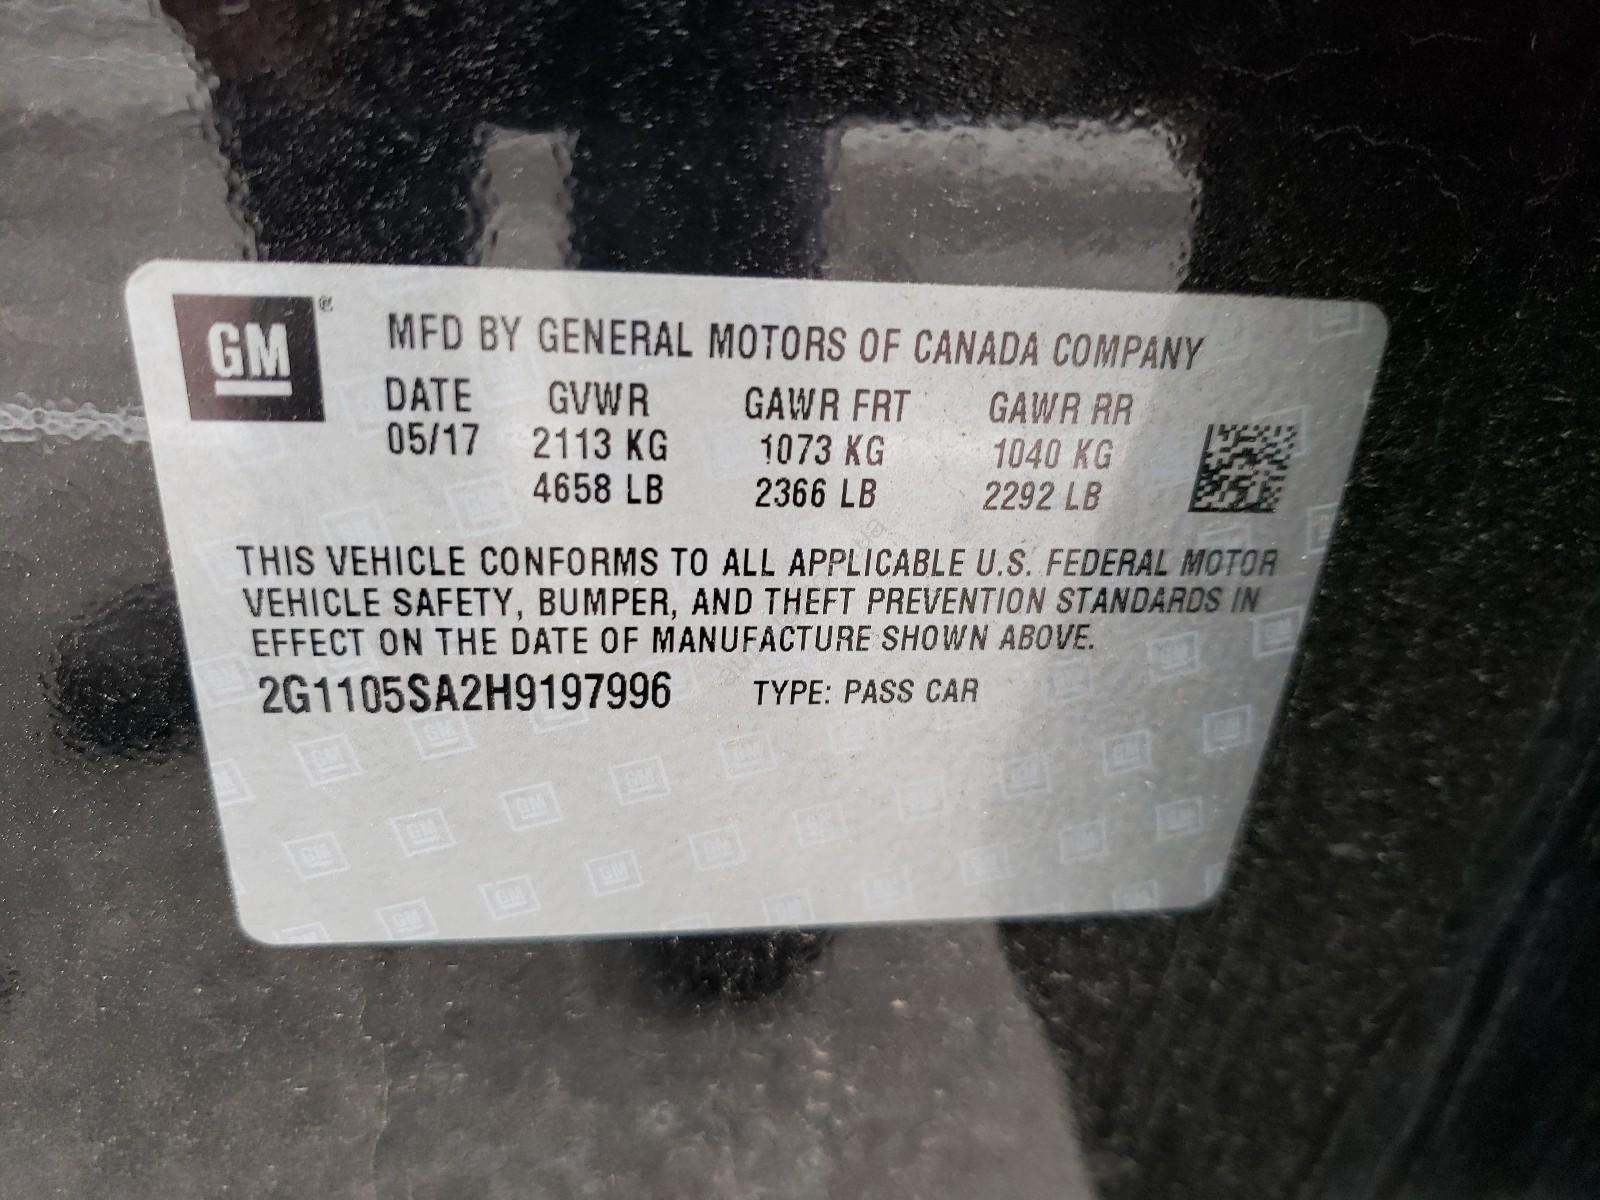 GM®
MFD BY GENERAL MOTORS OF CANADA COMPANY
DATE GVWR GAWR FRT GAWR RR
05/17 2113 KG 1073 KG 1040 KG
4658 LB 2366 LB 2292 LB
THIS VEHICLE CONFORMS TO ALL APPLICABLE U.S. FEDERAL MOTOR
VEHICLE SAFETY, BUMPER, AND THEFT PREVENTION STANDARDS IN
EFFECT ON THE DATE OF MANUFACTURE SHOWN ABOVE.
2G1105SA2H9197996 TYPE: PASS CAR